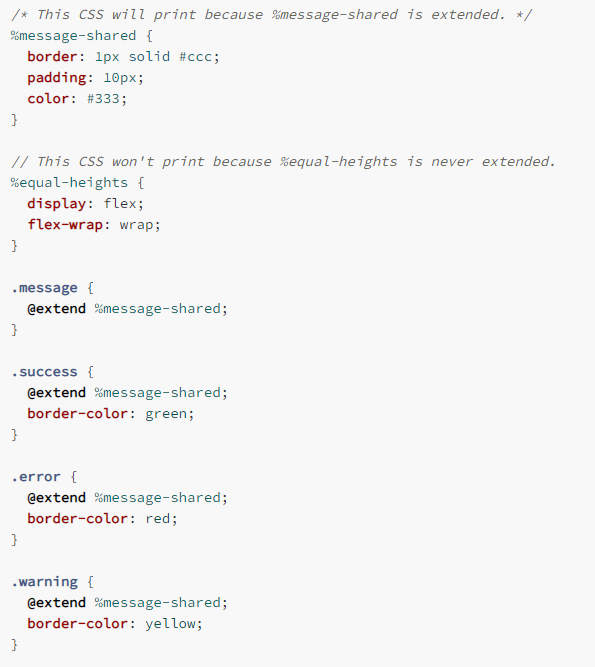 /* This CSS will print because %message-shared is extended. */
%message-shared {
  border: 1px solid #ccc;
  padding: 10px;
  color: #333;
}

// This CSS won't print because %equal-heights is never extended.
%equal-heights {
  display: flex;
  flex-wrap: wrap;
}

.message {
  @extend %message-shared;
}

.success {
  @extend %message-shared;
  border-color: green;
}

.error {
  @extend %message-shared;
  border-color: red;
}

.warning {
  @extend %message-shared;
  border-color: yellow;
}